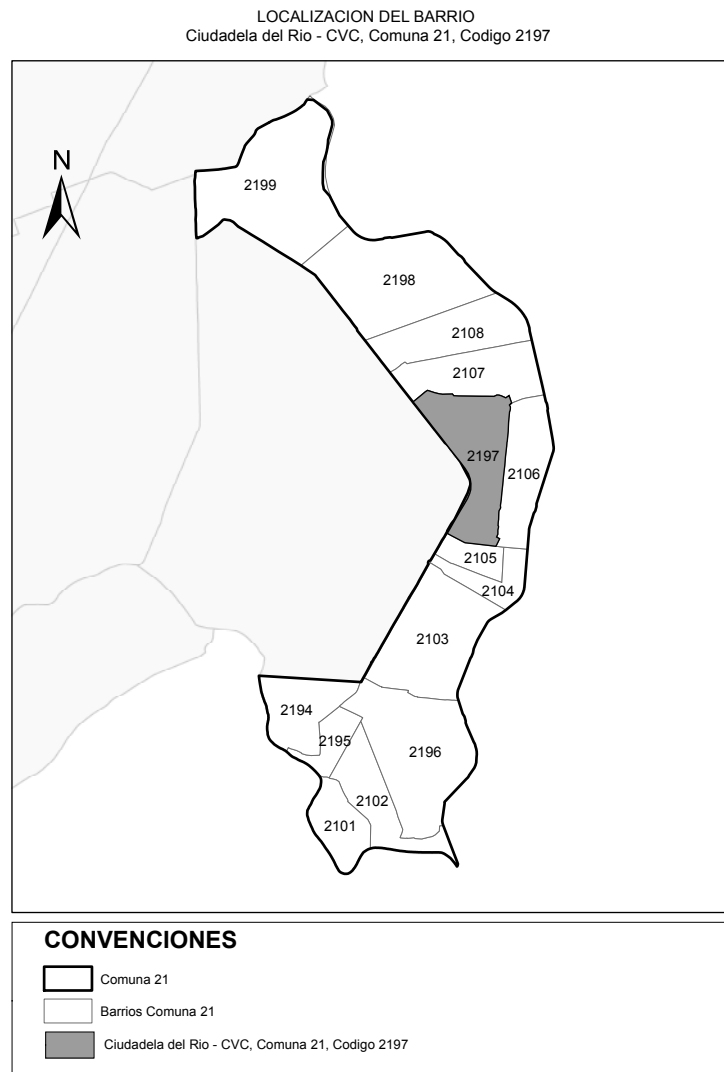 LOCALIZACION DEL BARRIO
Ciudadela del Rio - CVC, Comuna 21, Codigo 2197
N
2199
2198
2108
2107
2197
2106
2105
2104
2103
2194
2195
2196
2102
2101
CONVENCIONES
Comuna 21
Barrios Comuna 21
Ciudadela del Rio - CVC, Comuna 21, Codigo 2197